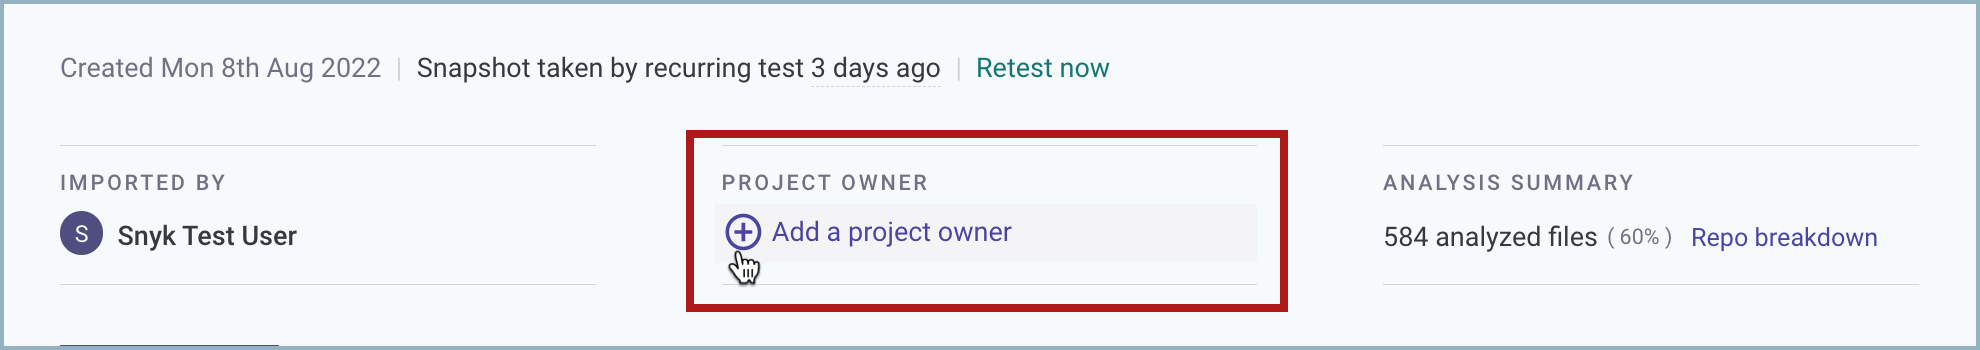 Created Mon 8th Aug 2022 | Snapshot taken by recurring test 3 days ago | Retest now
IMPORTED BY
S Snyk Test User
PROJECT OWNER
Add a project owner
ANALYSIS SUMMARY
584 analyzed files (60%) Repo breakdown